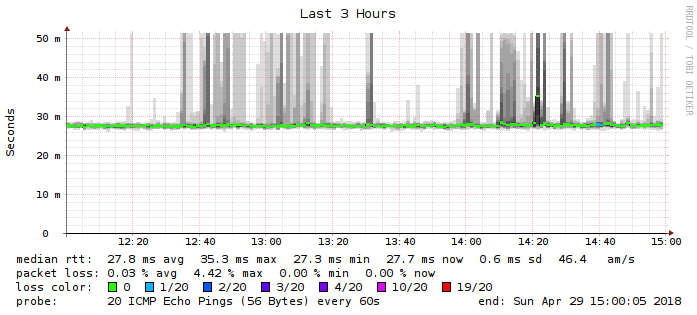 Last 3 Hours
RRDTOOL / TOBI OETIKER
Seconds
50 m
40 m
30 m
20 m
10 m
0
12:20 12:40 13:00 13:20 13:40 14:00 14:20 14:40 15:00
median rtt: 27.8 ms avg 35.3 ms max 27.3 ms min 27.7 ms now 0.6 ms sd 46.4 am/s
packet loss: 0.03 % avg 4.42 % max 0.00 % min 0.00 % now
loss color: 0 1/20 2/20 3/20 4/20 10/20 19/20
probe: 20 ICMP Echo Pings (56 Bytes) every 60s end: Sun Apr 29 15:00:05 2018